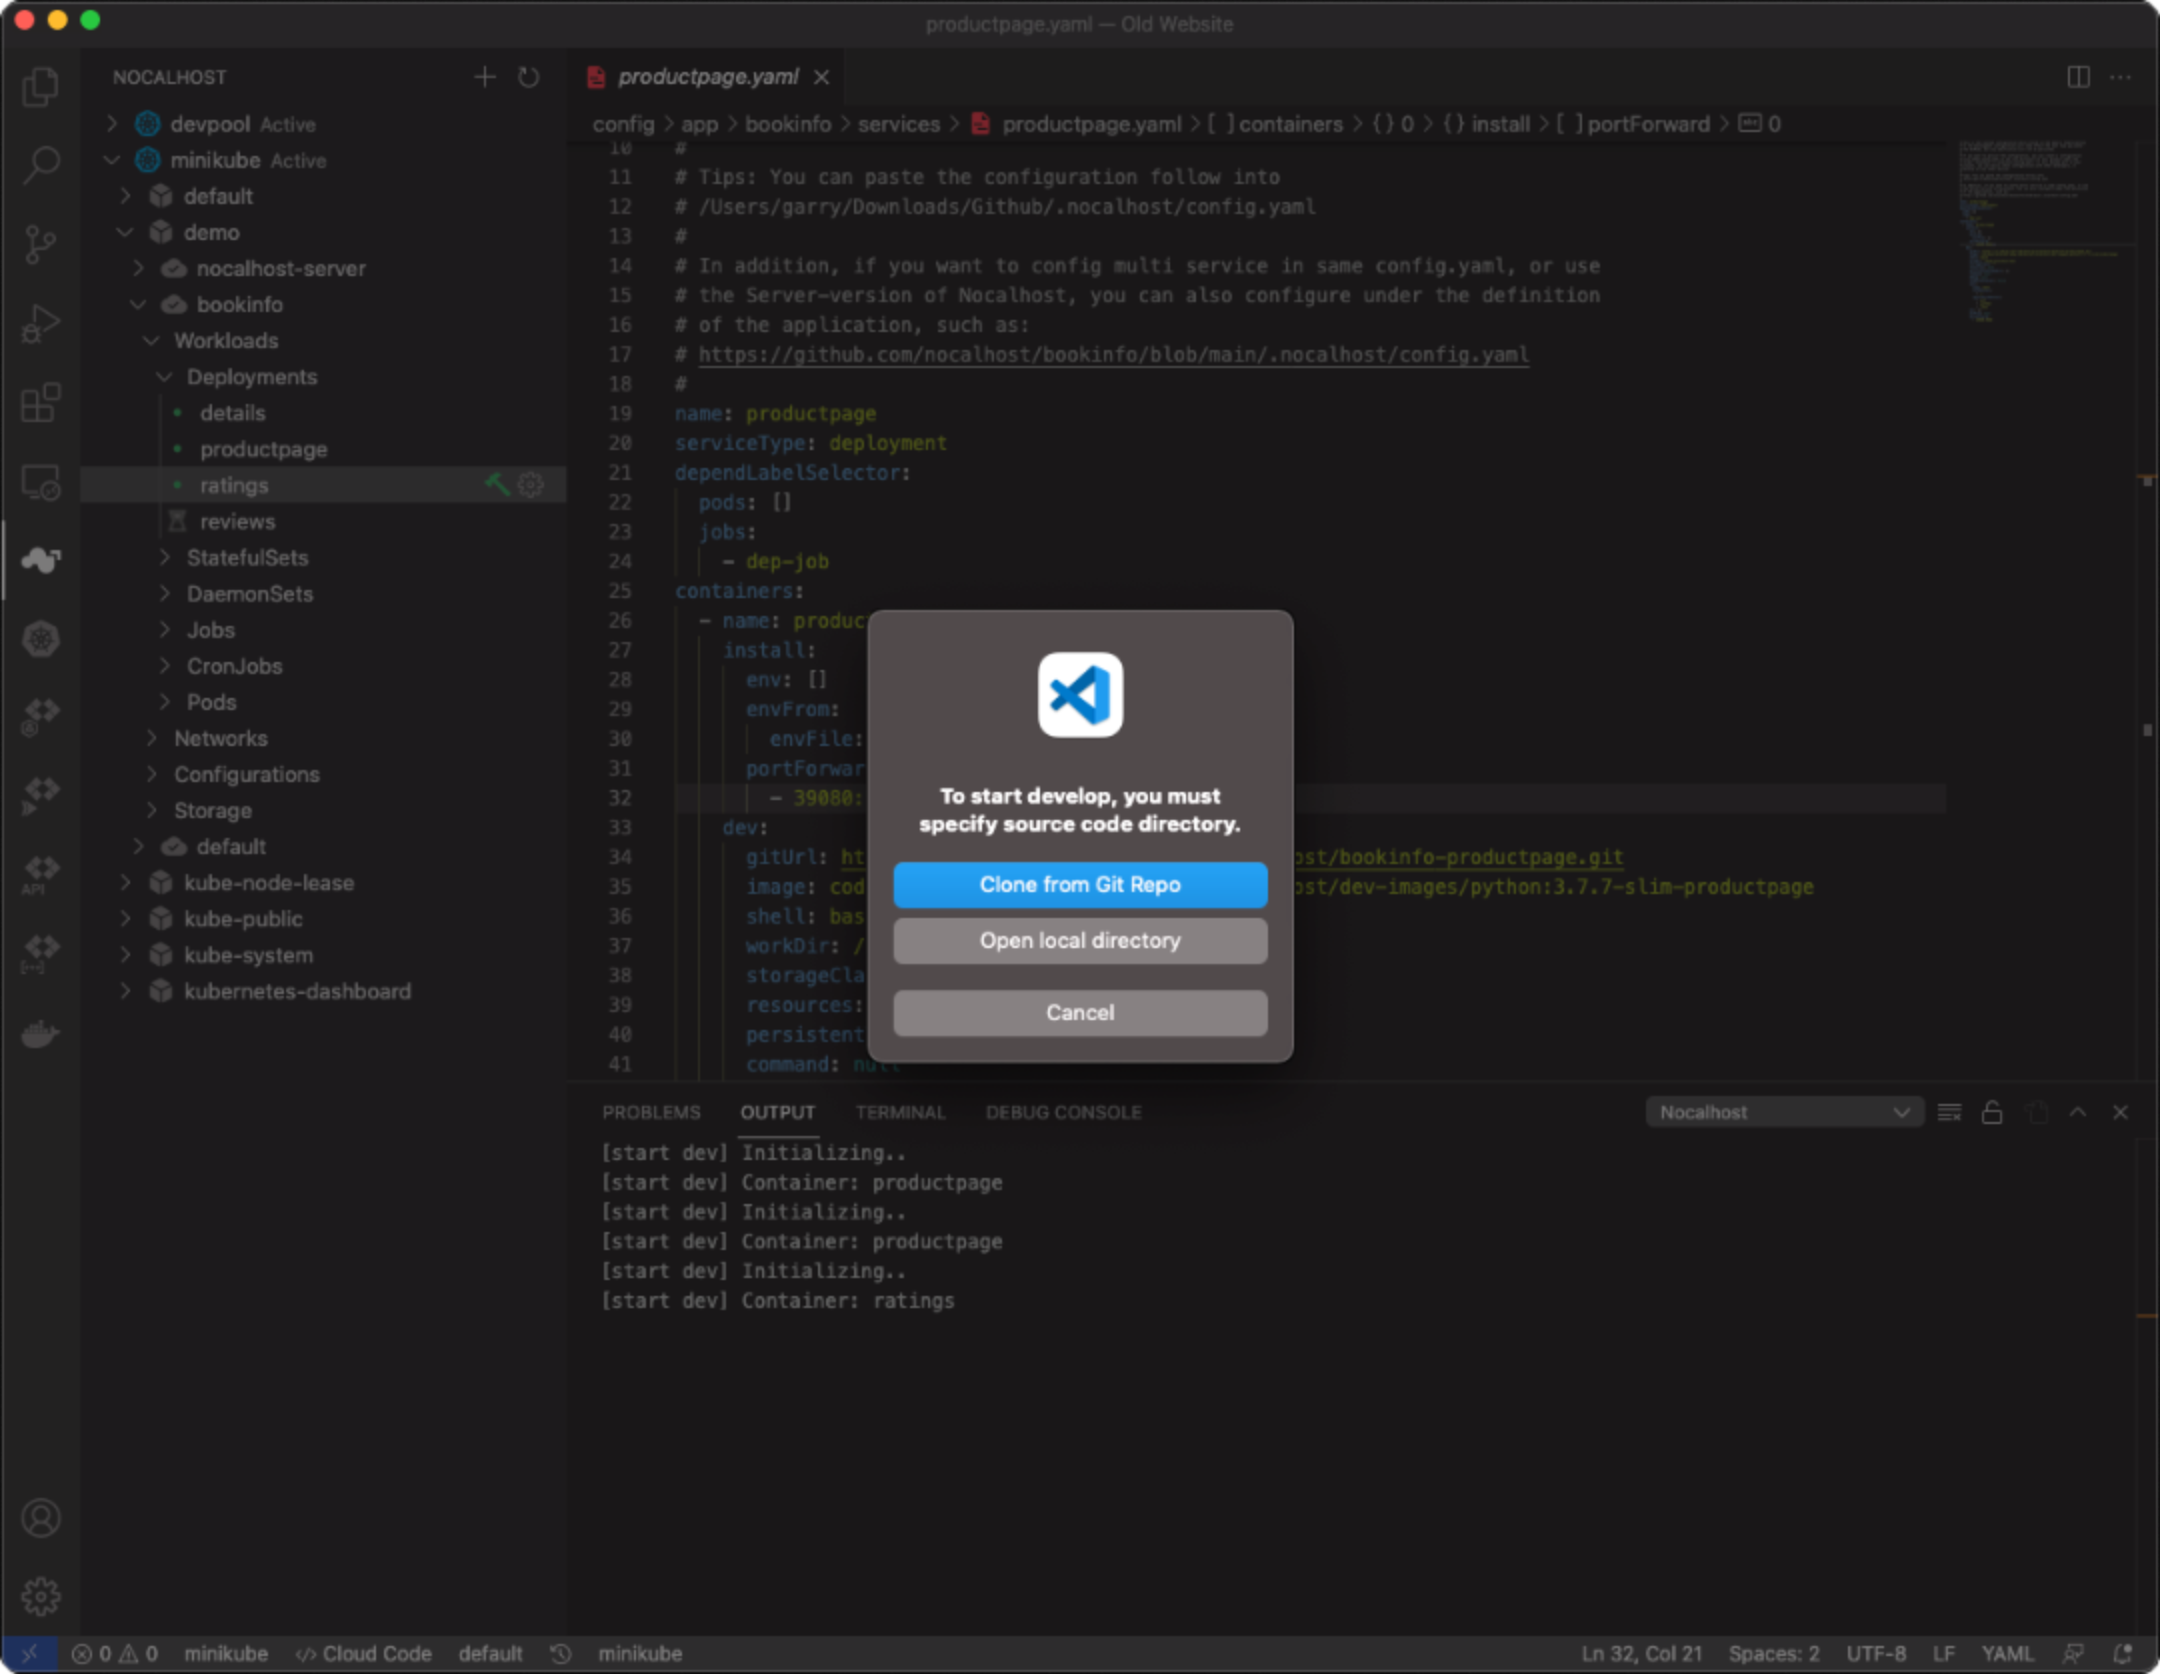 productpage.yaml — Old Website
NOCALHOST
devpool Active
minikube Active
default
demo
nocalhost-server
bookinfo
Workloads
Deployments
details
productpage
ratings
reviews
StatefulSets
DaemonSets
Jobs
CronJobs
Pods
Networks
Configurations
Storage
default
kube-node-lease
kube-public
kube-system
kubernetes-dashboard
API
productpage.yaml
config > app > bookinfo > services > productpage.yaml > [ ] containers > {} 0 > {} install > [ ] portForward > 0
10 #
11 # Tips: You can paste the configuration follow into
12 # /Users/garry/Downloads/Github/.nocalhost/config.yaml
13 #
14 # In addition, if you want to config multi service in same config.yaml, or use
15 # the Server-version of Nocalhost, you can also configure under the definition
16 # of the application, such as:
17 # https://github.com/nocalhost/bookinfo/blob/main/.nocalhost/config.yaml
18 #
19 name: productpage
20 serviceType: deployment
21 dependLabelSelector:
22 pods: []
23 jobs:
24 - dep-job
25 containers:
26 - name: produc
27 install:
28 env: []
29 envFrom:
30 envFile:
31 portForwar
32 - 39080:
33 dev:
34 gitUrl: ht ost/bookinfo-productpage.git
35 image: cod ost/dev-images/python:3.7.7-slim-productpage
36 shell: bas
37 workDir: /
38 storageCla
39 resources:
40 persistent
41 command: null
To start develop, you must
specify source code directory.
Clone from Git Repo
Open local directory
Cancel
PROBLEMS OUTPUT TERMINAL DEBUG CONSOLE Nocalhost
[start dev] Initializing..
[start dev] Container: productpage
[start dev] Initializing..
[start dev] Container: productpage
[start dev] Initializing..
[start dev] Container: ratings
0 0 minikube Cloud Code default minikube Ln 32, Col 21 Spaces: 2 UTF-8 LF YAML